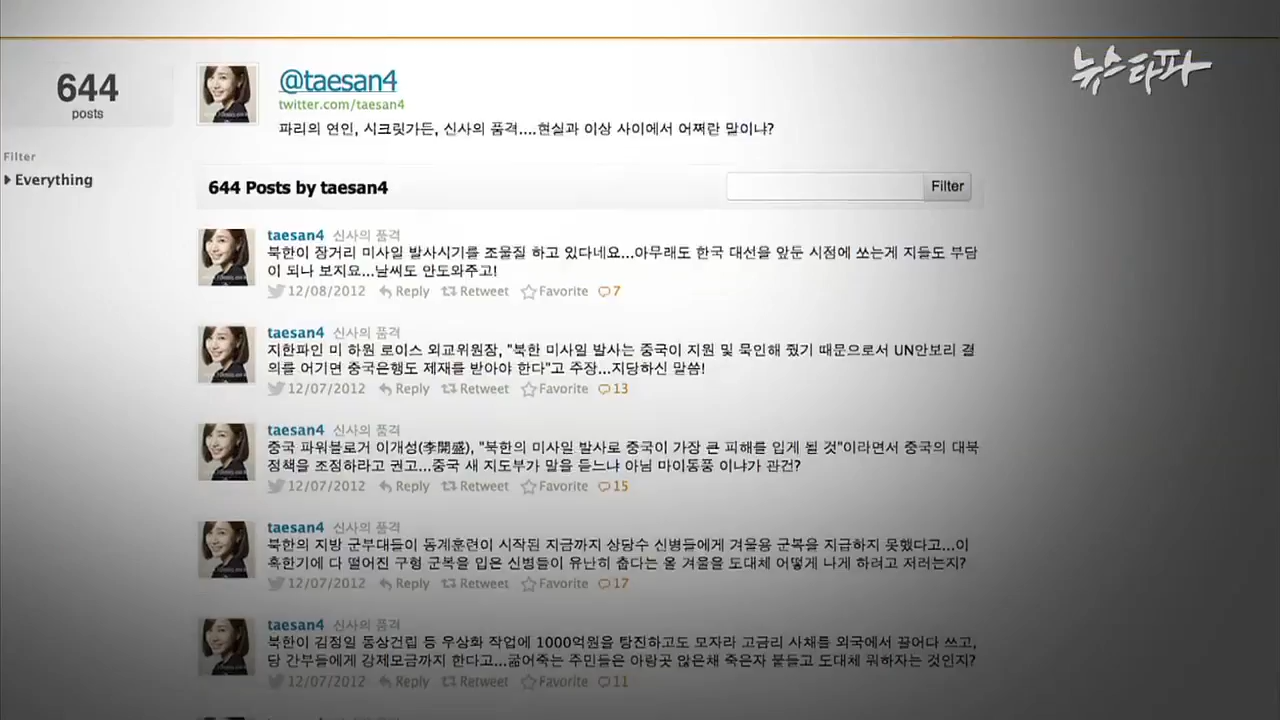 뉴스타파
644
posts
@taesan4
twitter.com/taesan4
파리의 연인, 시크릿가든, 신사의 품격....현실과 이상 사이에서 어쩌란 말이냐?
Filter
Everything
644 Posts by taesan4
Filter
taesan4 신사의 품격
북한이 장거리 미사일 발사시기를 조물질 하고 있다네요...아무래도 한국 대선을 앞둔 시점에 쏘는게 지들도 부담
이 되나 보지요...날씨도 안도와주고!
12/08/2012 Reply Retweet Favorite 7
taesan4 신사의 품격
지한파인 미 하원 로이스 외교위원장, "북한 미사일 발사는 중국이 지원 및 묵인해 줬기 때문으로서 UN안보리 결
의를 어기면 중국은행도 제재를 받아야 한다"고 주장...지당하신 말씀!
12/07/2012 Reply Retweet Favorite 13
taesan4 신사의 품격
중국 파워블로거 이개성(李開盛), "북한의 미사일 발사로 중국이 가장 큰 피해를 입게 될 것"이라면서 중국의 대북
정책을 조정하라고 권고...중국 새 지도부가 말을 듣느냐 아님 마이동풍 이냐가 관건?
12/07/2012 Reply Retweet Favorite 15
taesan4 신사의 품격
북한의 지방 군부대들이 동계훈련이 시작된 지금까지 상당수 신병들에게 겨울용 군복을 지급하지 못했다고...이
혹한기에 다 떨어진 구형 군복을 입은 신병들이 유난히 춥다는 올 겨울을 도대체 어떻게 나게 하려고 저러는지?
12/07/2012 Reply Retweet Favorite 17
taesan4 신사의 품격
북한이 김정일 동상건립 등 우상화 작업에 1000억원을 탕진하고도 모자라 고금리 사채를 외국에서 끌어다 쓰고,
당 간부들에게 강제모금까지 한다고...굶어죽는 주민들은 아랑곳 않은채 죽은자 붙들고 도대체 뭐하자는 것인지?
12/07/2012 Reply Retweet Favorite 11